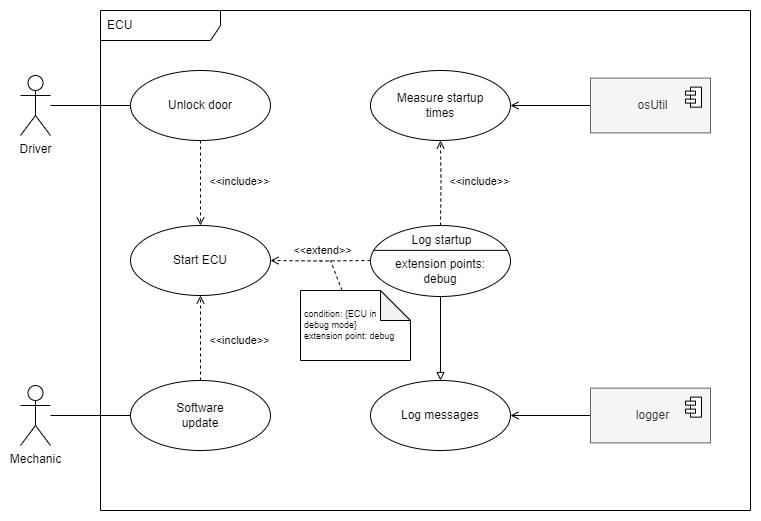 ECU
Unlock door
Measure startup
times
osUtil
Driver
<<include>>
<<include>>
Start ECU
<<extend>>
Log startup
extension points:
debug
condition: {ECU in
debug mode}
extension point: debug
<<include>>
Software
update
Log messages
logger
Mechanic